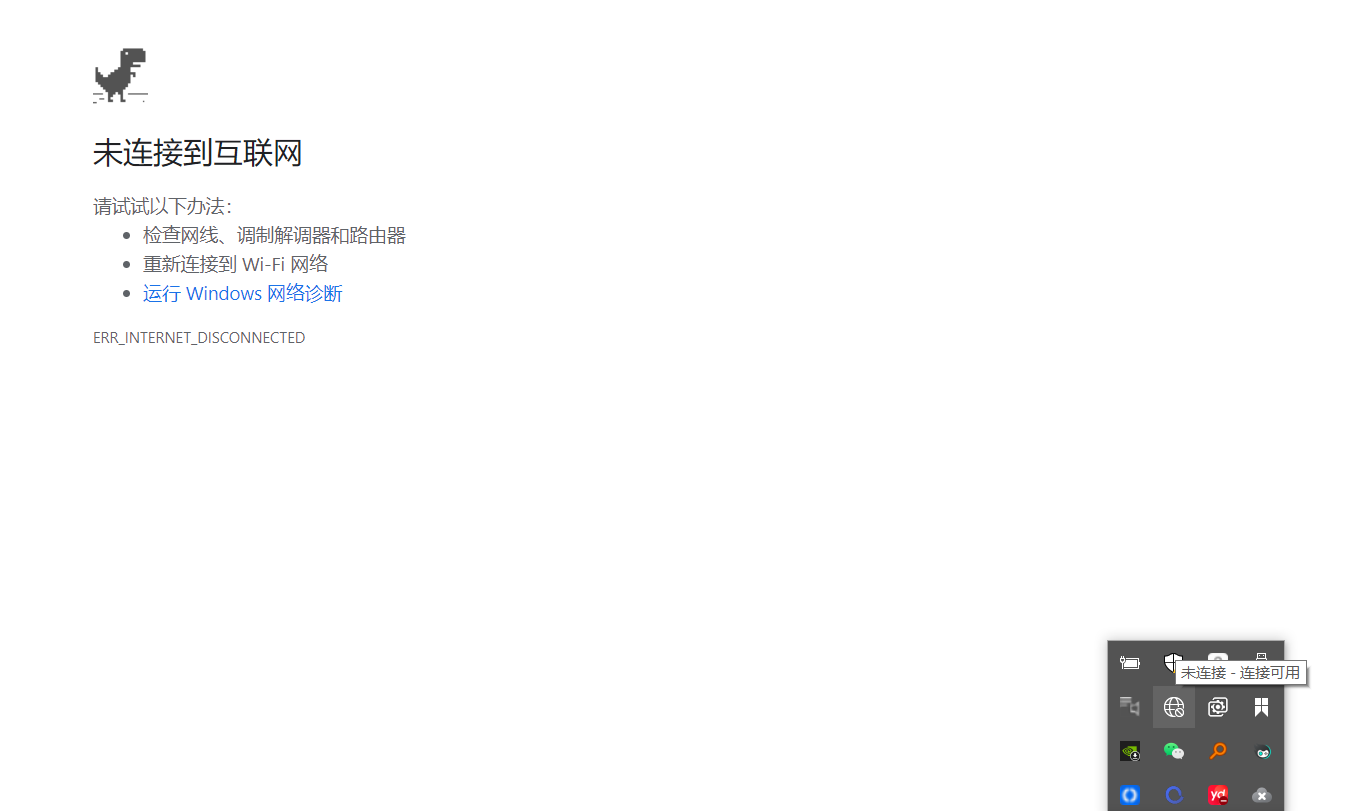 未连接到互联网
请试试以下办法：
检查网线、调制解调器和路由器
重新连接到 Wi-Fi 网络
运行 Windows 网络诊断
ERR_INTERNET_DISCONNECTED
未连接 - 连接可用
yd